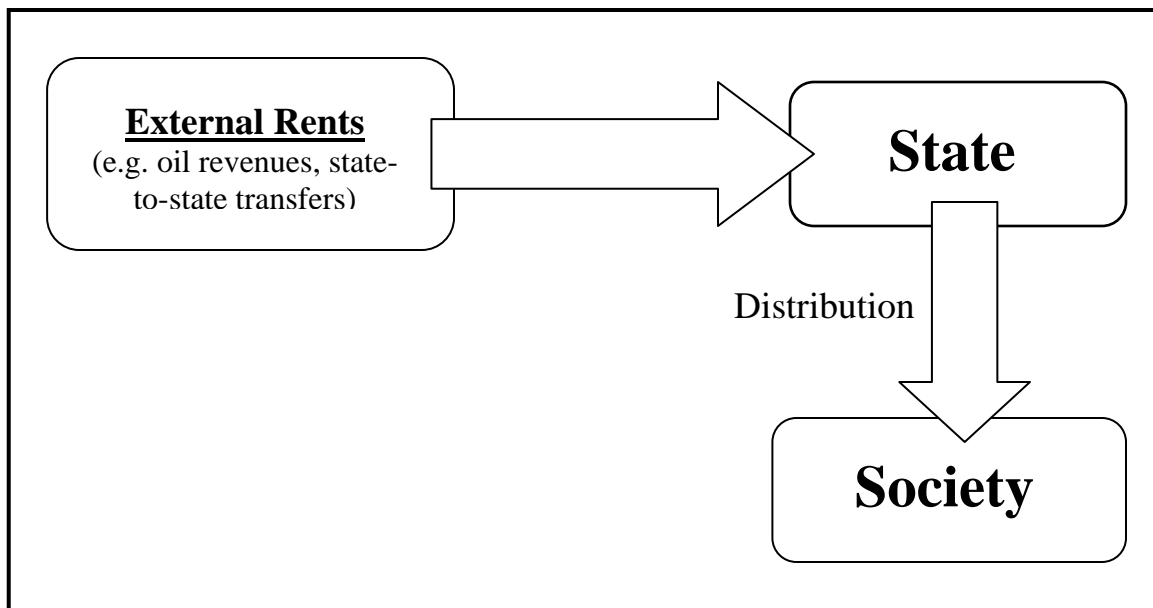 External Rents
(e.g. oil revenues, state-
to-state transfers)
State
Distribution
Society